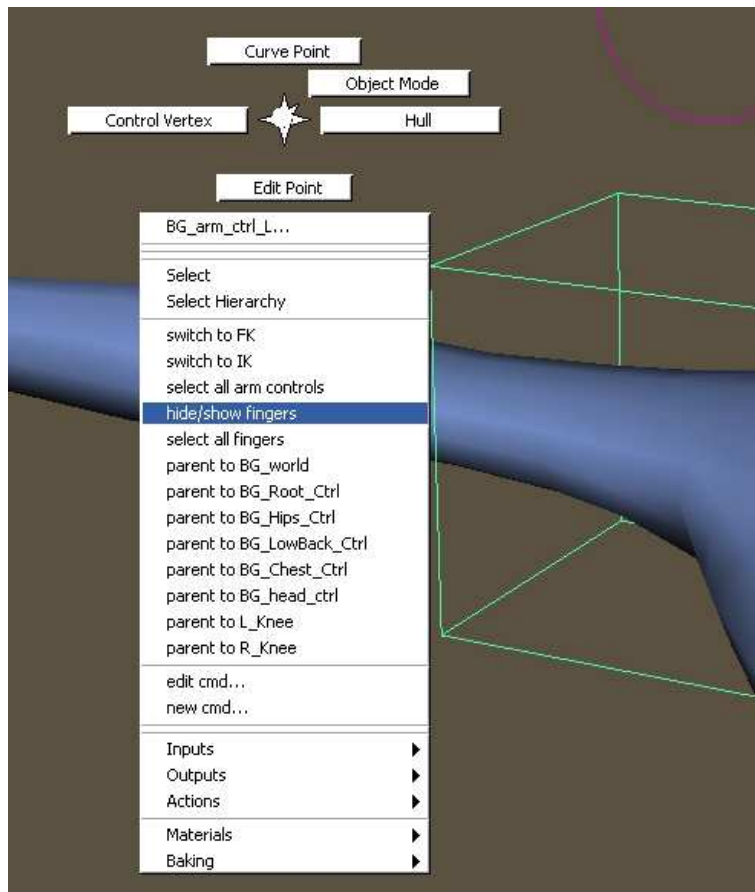 Curve Point
Object Mode
Control Vertex
Hull
Edit Point
BG_arm_ctrl_L...
Select
Select Hierarchy
switch to FK
switch to IK
select all arm controls
hide/show fingers
select all fingers
parent to BG_world
parent to BG_Root_Ctrl
parent to BG_Hips_Ctrl
parent to BG_LowBack_Ctrl
parent to BG_Chest_Ctrl
parent to BG_head_ctrl
parent to L_Knee
parent to R_Knee
edit cmd...
new cmd...
Inputs
Outputs
Actions
Materials
Baking